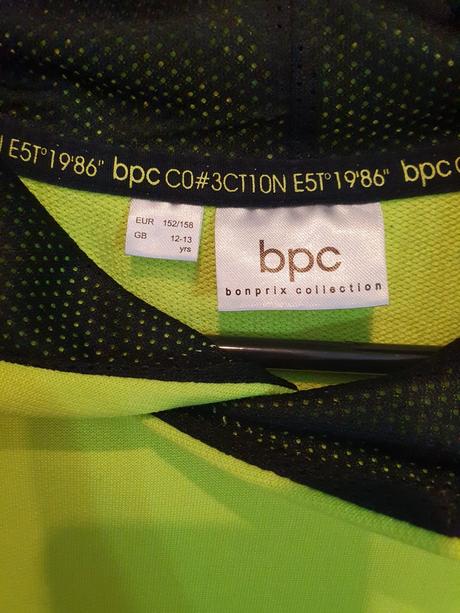 E5T°19'86" bpc C0#3CT10N E5T°19'86" bpc
EUR 152/158
GB 12-13
yrs
bpc
bonprix collection